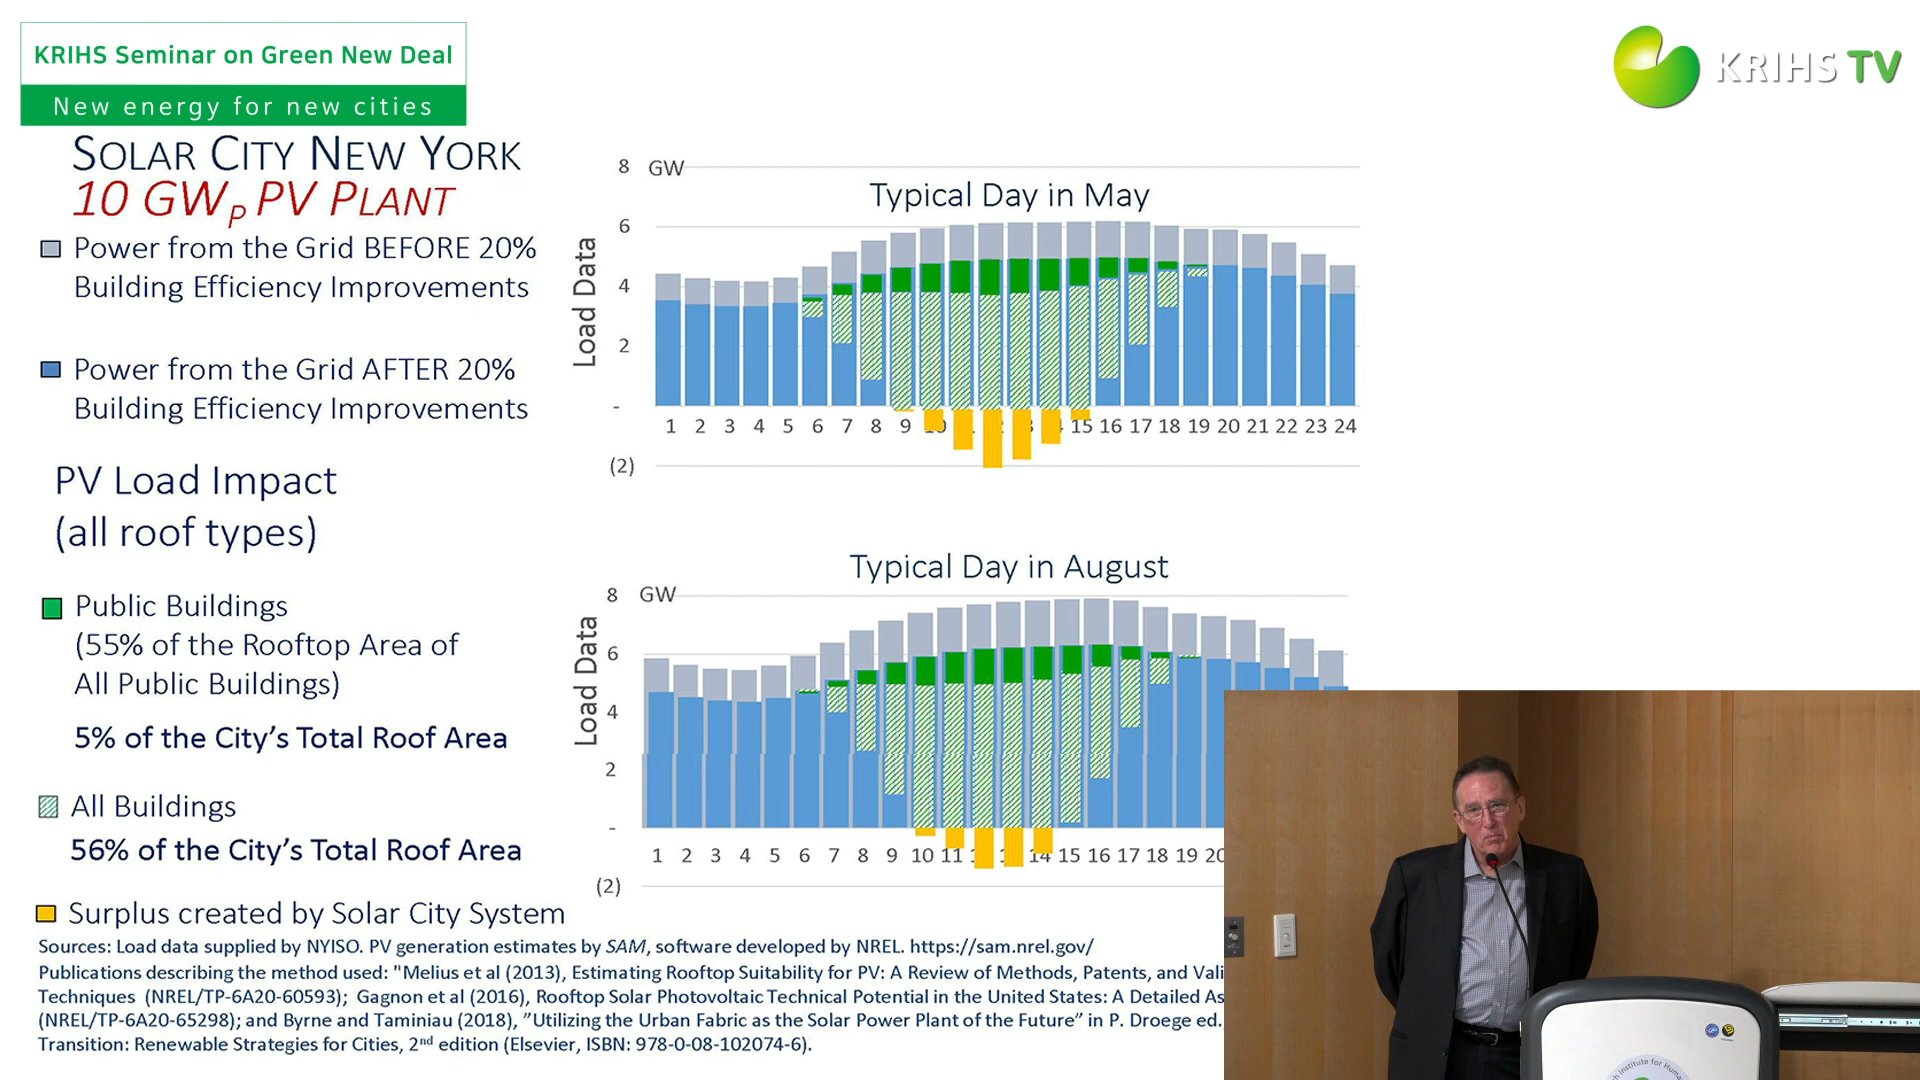 KRIHS Seminar on Green New Deal
New energy for new cities
KRIHS TV
SOLAR CITY NEW YORK
10 GWP PV PLANT
Power from the Grid BEFORE 20%
Building Efficiency Improvements
Power from the Grid AFTER 20%
Building Efficiency Improvements
PV Load Impact
(all roof types)
Public Buildings
(55% of the Rooftop Area of
All Public Buildings)
5% of the City's Total Roof Area
All Buildings
56% of the City's Total Roof Area
Surplus created by Solar City System
8 GW
Typical Day in May
Load Data
6
4
2
-
1 2 3 4 5 6 7 8 9 10 15 16 17 18 19 20 21 22 23 24
(2)
Typical Day in August
8 GW
Load Data
6
4
2
-
1 2 3 4 5 6 7 8 9 10 11 14 15 16 17 18 19 20
(2)
Sources: Load data supplied by NYISO. PV generation estimates by SAM, software developed by NREL. https://sam.nrel.gov/
Publications describing the method used: "Melius et al (2013), Estimating Rooftop Suitability for PV: A Review of Methods, Patents, and Vali
Techniques (NREL/TP-6A20-60593); Gagnon et al (2016), Rooftop Solar Photovoltaic Technical Potential in the United States: A Detailed As
(NREL/TP-6A20-65298); and Byrne and Taminiau (2018), "Utilizing the Urban Fabric as the Solar Power Plant of the Future" in P. Droege ed.
Transition: Renewable Strategies for Cities, 2nd edition (Elsevier, ISBN: 978-0-08-102074-6).
Institute for Huma